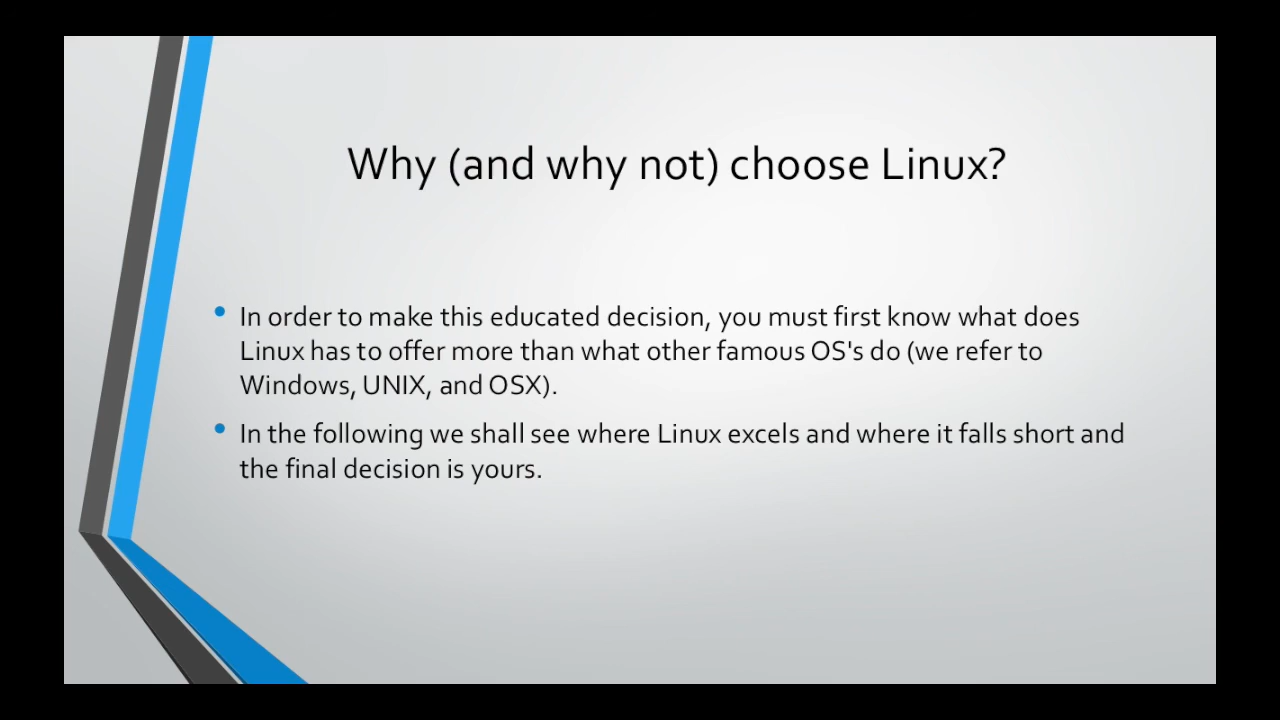 Why (and why not) choose Linux?
• In order to make this educated decision, you must first know what does
Linux has to offer more than what other famous OS's do (we refer to
Windows, UNIX, and OSX).
• In the following we shall see where Linux excels and where it falls short and
the final decision is yours.